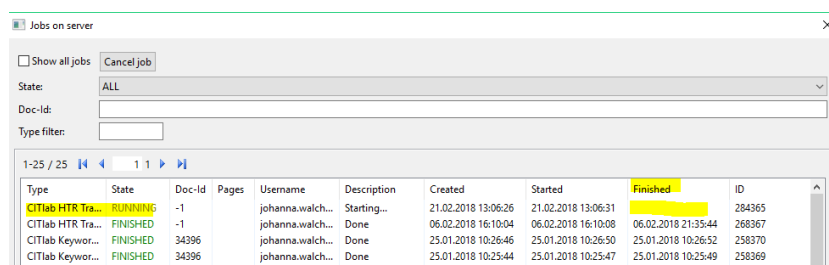 Jobs on server
Show all jobs Cancel job
State: ALL
Doc-Id:
Type filter:
1-25 / 25 1 1
Type State Doc-Id Pages Username Description Created Started Finished ID
CITlab HTR Tra... RUNNING -1 johanna.walch... Starting... 21.02.2018 13:06:26 21.02.2018 13:06:31 284365
CITlab HTR Tra... FINISHED -1 johanna.walch... Done 06.02.2018 16:10:04 06.02.2018 16:10:08 06.02.2018 21:35:44 268367
CITlab Keywor... FINISHED 34396 johanna.walch... Done 25.01.2018 10:26:46 25.01.2018 10:26:50 25.01.2018 10:26:52 258370
CITlab Keywor... FINISHED 34396 johanna.walch... Done 25.01.2018 10:25:44 25.01.2018 10:25:47 25.01.2018 10:25:49 258369